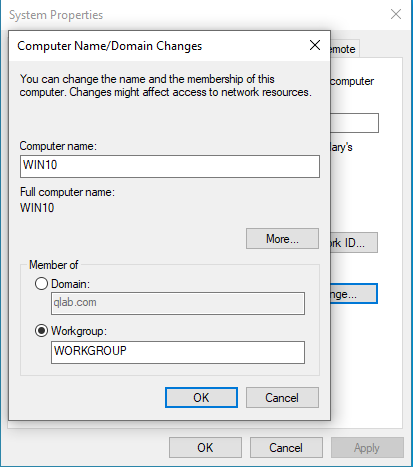 System Properties
Computer Name/Domain Changes
emote
You can change the name and the membership of this
computer. Changes might affect access to network resources.
computer
Computer name:
WIN10
ary's
Full computer name:
WIN10
More...
rk ID...
Member of
Domain:
qlab.com
nge...
Workgroup:
WORKGROUP
OK
Cancel
OK
Cancel
Apply